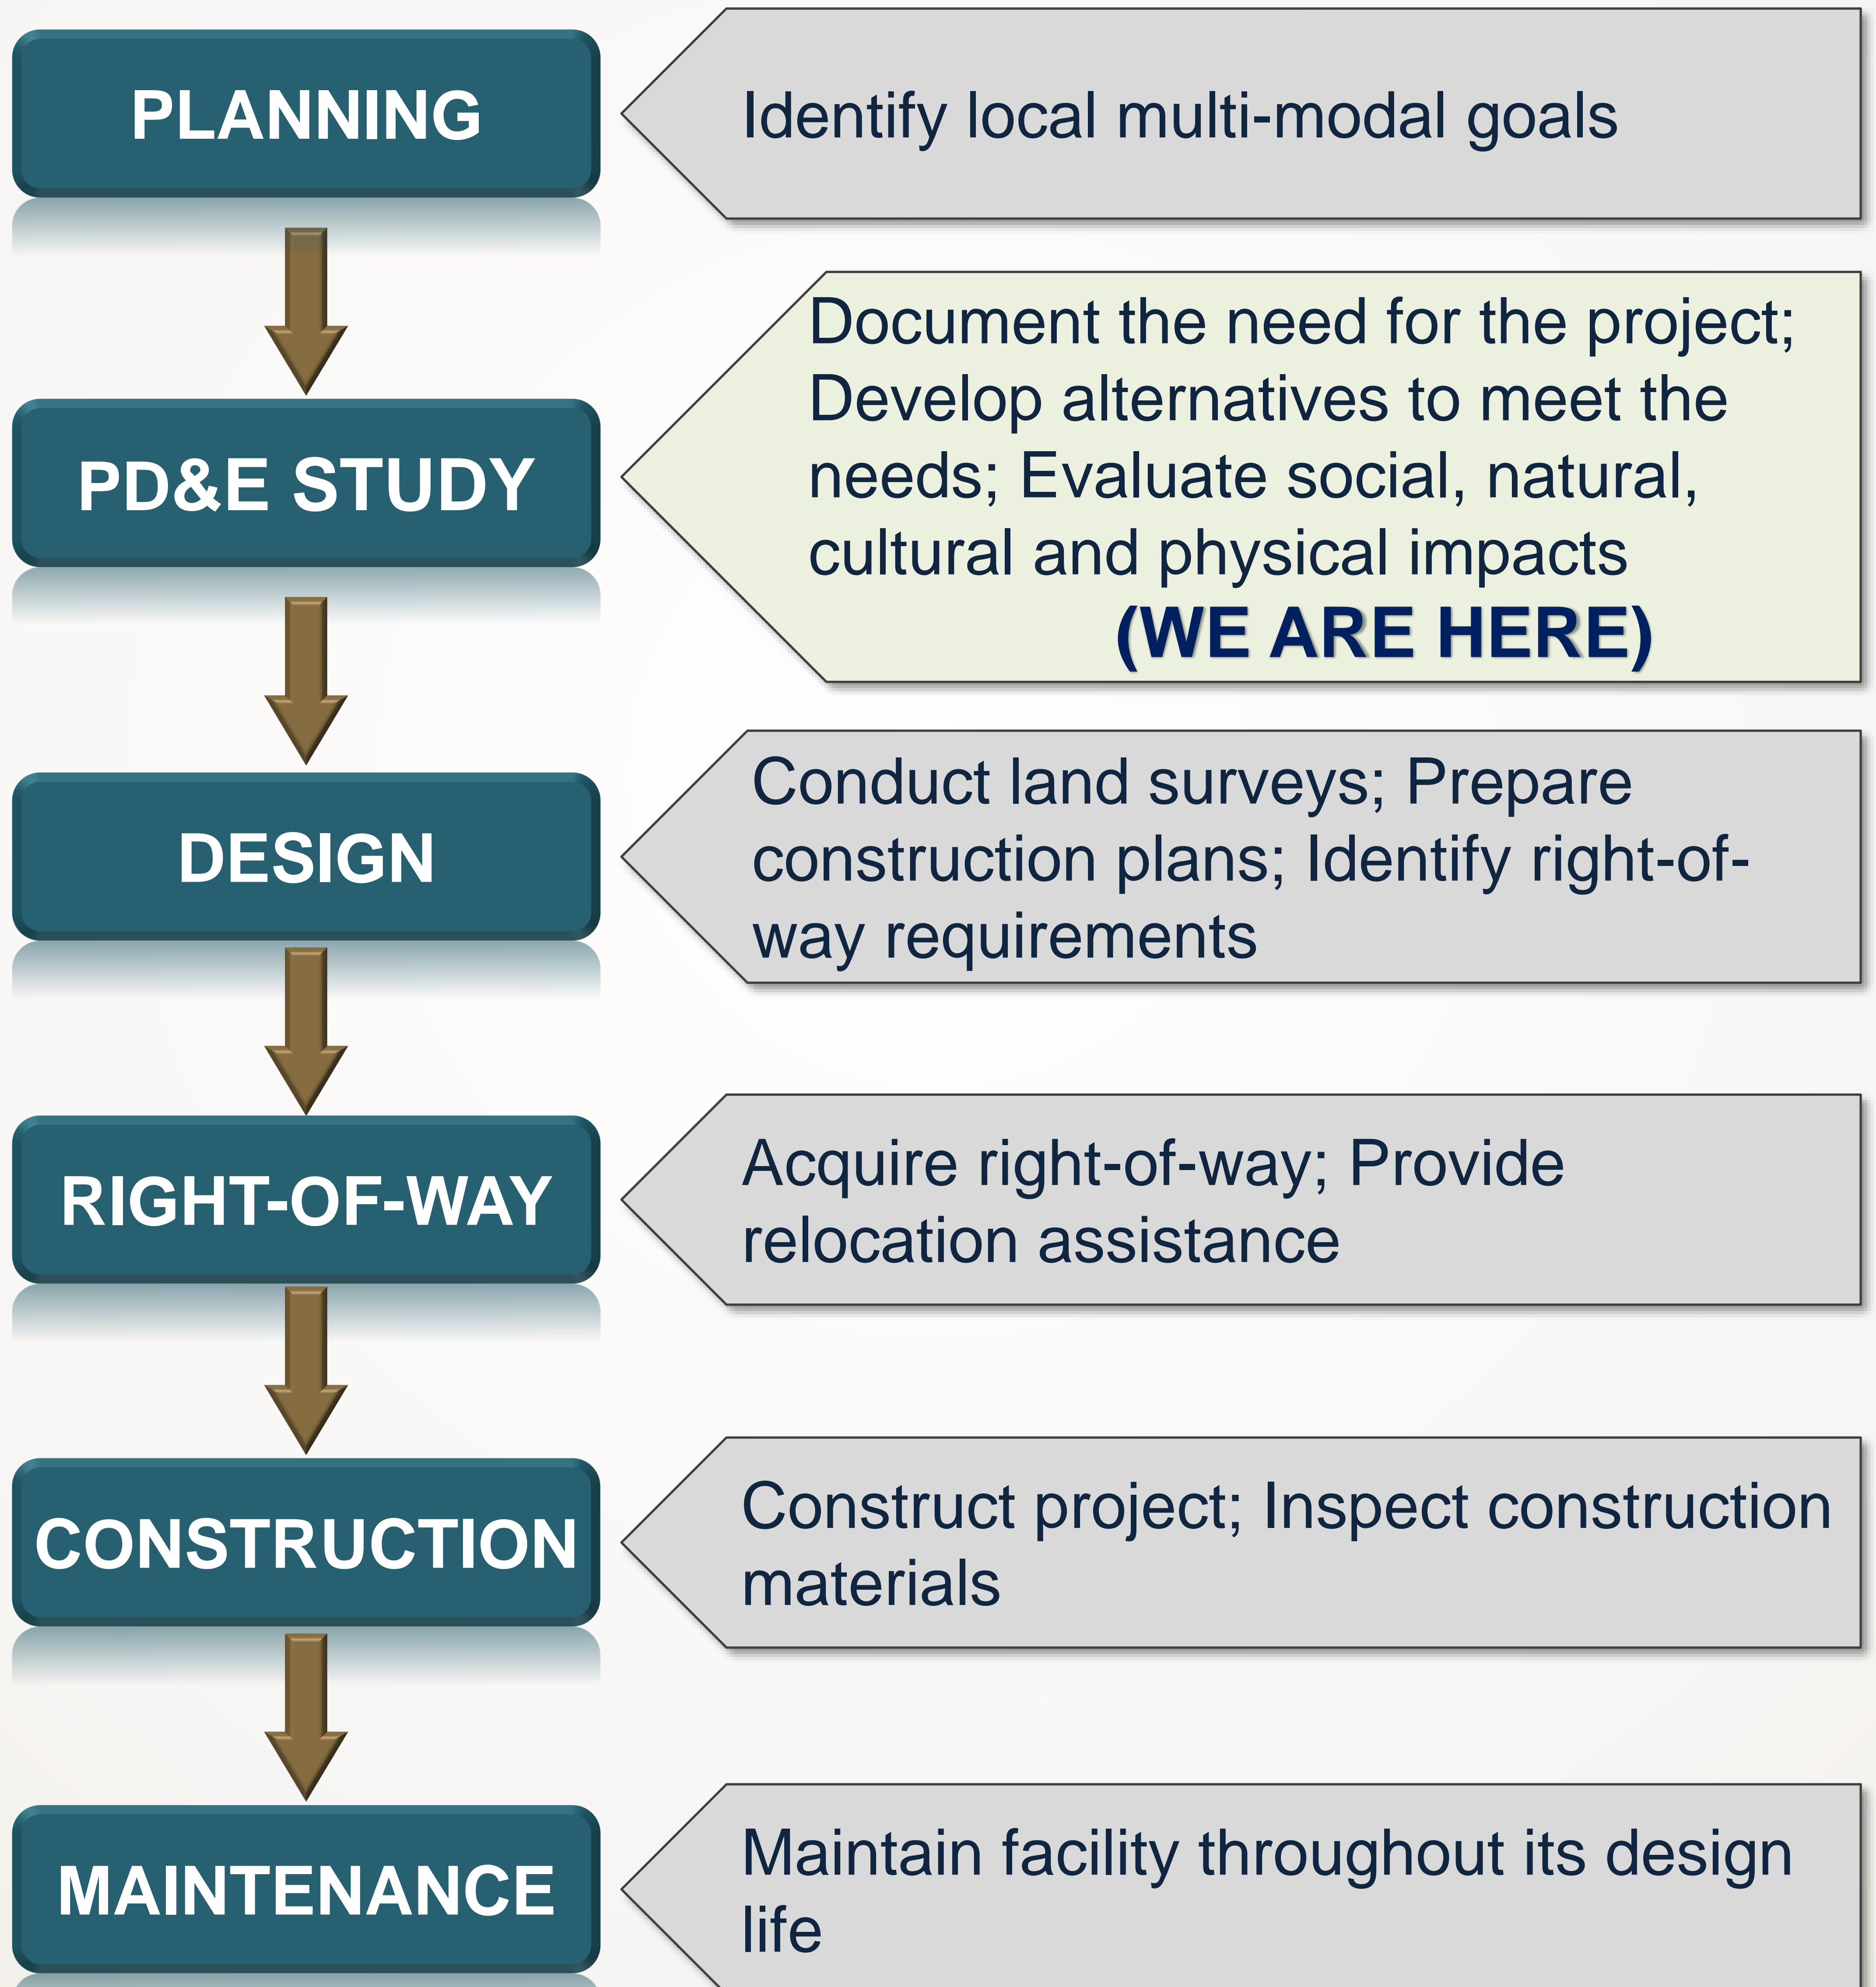 PLANNING
Identify local multi-modal goals
PD&E STUDY
Document the need for the project;
Develop alternatives to meet the
needs; Evaluate social, natural,
cultural and physical impacts
(WE ARE HERE)
DESIGN
Conduct land surveys; Prepare
construction plans; Identify right-of-
way requirements
RIGHT-OF-WAY
Acquire right-of-way; Provide
relocation assistance
CONSTRUCTION
Construct project; Inspect construction
materials
MAINTENANCE
Maintain facility throughout its design
life